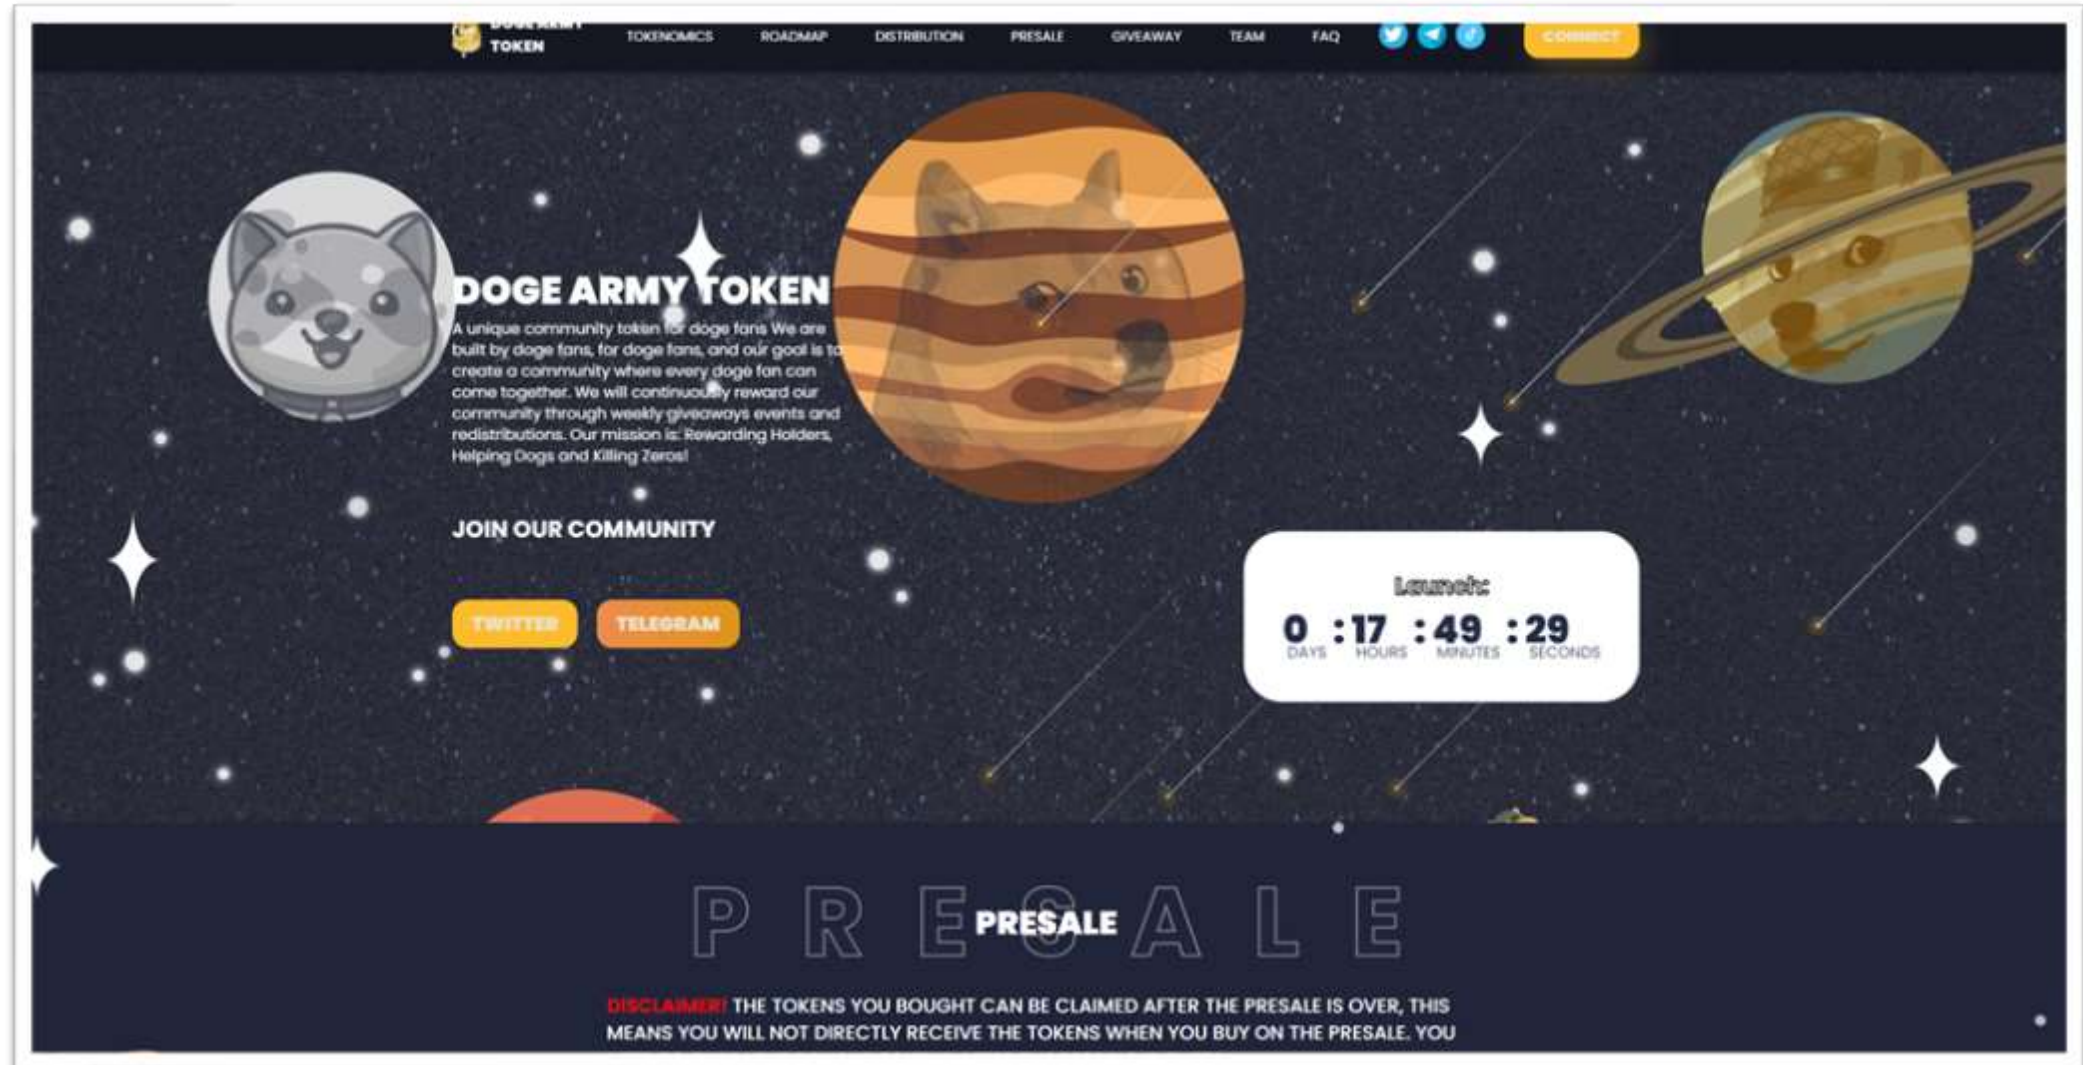 DOGE ARMY
TOKEN
TOKENOMICS ROADMAP DISTRIBUTION PRESALE GIVEAWAY TEAM FAQ CONNECT
DOGE ARMY TOKEN
A unique community token for doge fans We are
built by doge fans, for doge fans, and our goal is to
create a community where every doge fan can
come together. We will continuously reward our
community through weekly giveaways events and
redistributions. Our mission is: Rewarding Holders,
Helping Dogs and Killing Zeros!
JOIN OUR COMMUNITY
TWITTER TELEGRAM
Launch:
0 : 17 : 49 : 29
DAYS HOURS MINUTES SECONDS
PRESALE
PRESALE
DISCLAIMER! THE TOKENS YOU BOUGHT CAN BE CLAIMED AFTER THE PRESALE IS OVER, THIS
MEANS YOU WILL NOT DIRECTLY RECEIVE THE TOKENS WHEN YOU BUY ON THE PRESALE. YOU